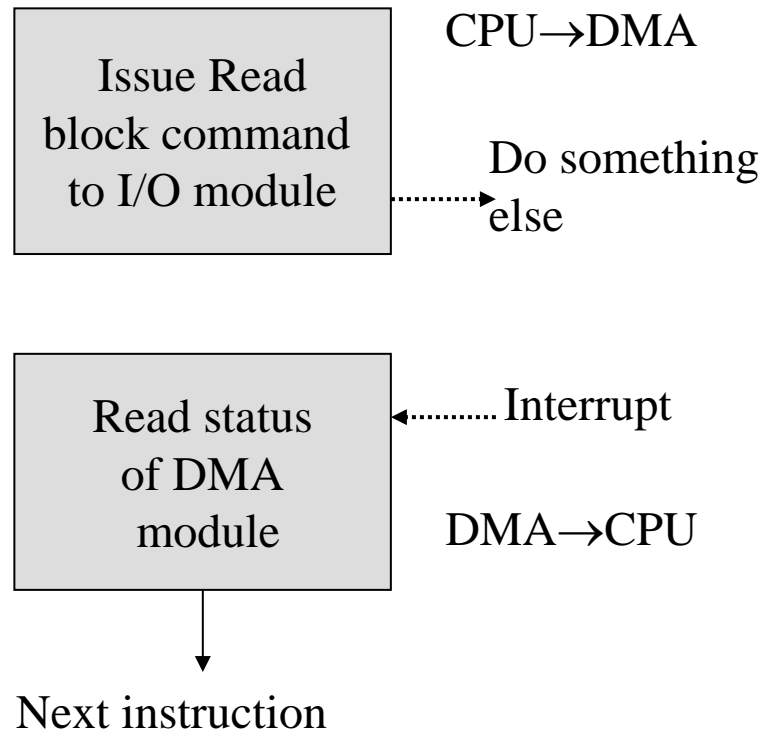 CPU→DMA
Issue Read
block command
to I/O module
Do something
else
Read status
of DMA
module
Interrupt
DMA→CPU
Next instruction